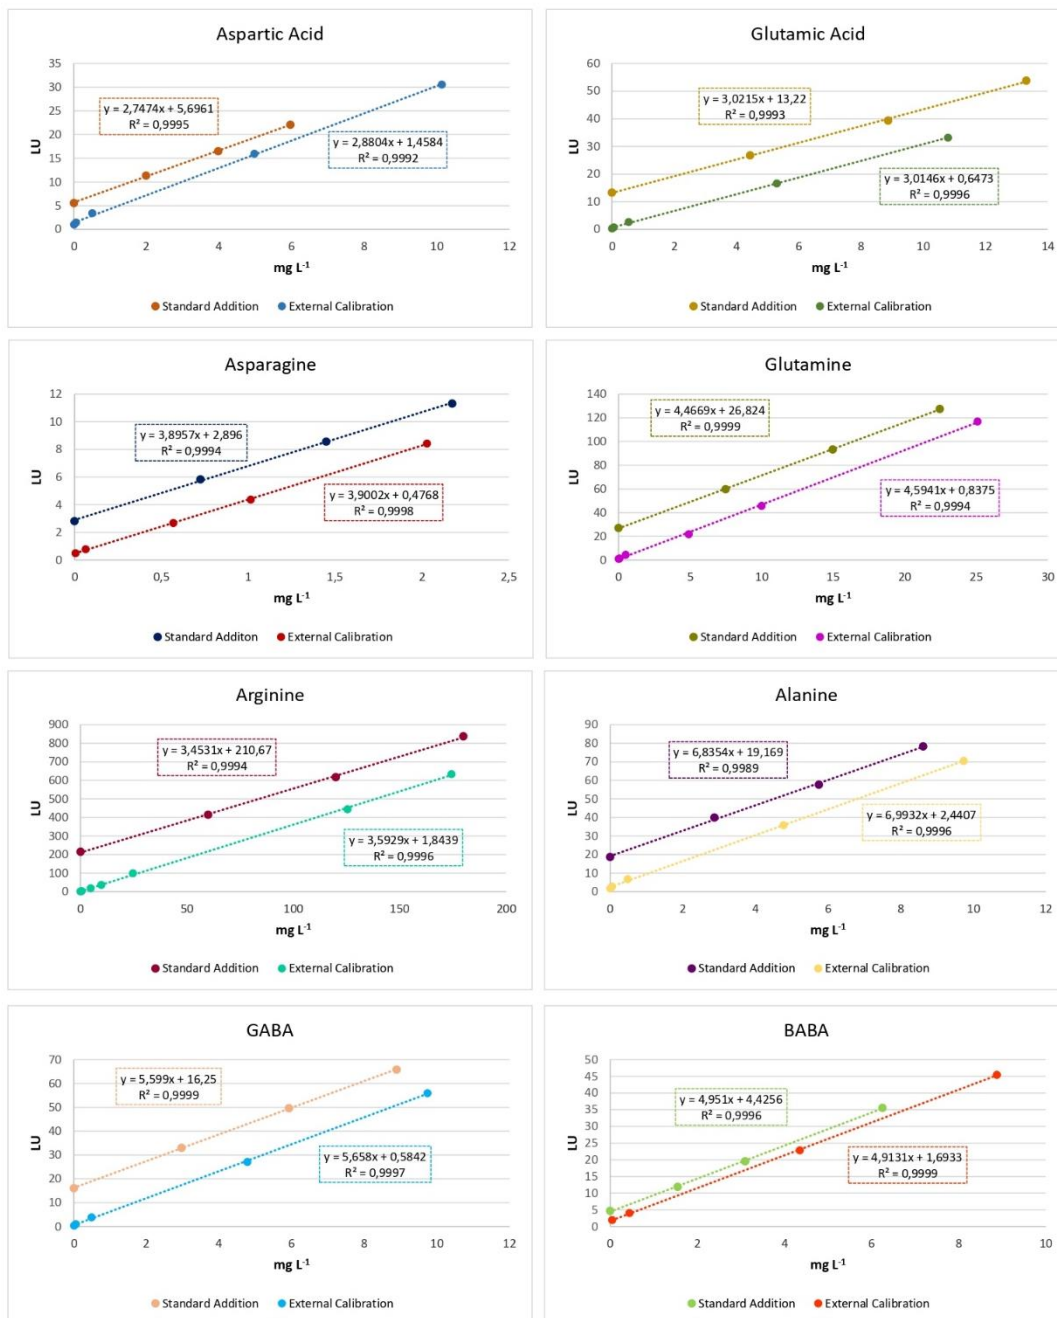 Aspartic Acid
35
30
25
20
15
10
5
0
LU
y = 2,7474x + 5,6961
R² = 0,9995
y = 2,8804x + 1,4584
R² = 0,9992
0 2 4 6 8 10 12
mg L⁻¹
Standard Addition External Calibration
Glutamic Acid
60
50
40
30
20
10
0
LU
y = 3,0215x + 13,22
R² = 0,9993
y = 3,0146x + 0,6473
R² = 0,9996
0 2 4 6 8 10 12 14
mg L⁻¹
Standard Addition External Calibration
Asparagine
12
10
8
6
4
2
0
LU
y = 3,8957x + 2,896
R² = 0,9994
y = 3,9002x + 0,4768
R² = 0,9998
0 0,5 1 1,5 2 2,5
mg L⁻¹
Standard Additon External Calibration
Glutamine
140
120
100
80
60
40
20
0
LU
y = 4,4669x + 26,824
R² = 0,9999
y = 4,5941x + 0,8375
R² = 0,9994
0 5 10 15 20 25 30
mg L⁻¹
Standard Addition External Calibration
Arginine
900
800
700
600
500
400
300
200
100
0
LU
y = 3,4531x + 210,67
R² = 0,9994
y = 3,5929x + 1,8439
R² = 0,9996
0 50 100 150 200
mg L⁻¹
Standard Addition External Calibration
Alanine
90
80
70
60
50
40
30
20
10
0
LU
y = 6,8354x + 19,169
R² = 0,9989
y = 6,9932x + 2,4407
R² = 0,9996
0 2 4 6 8 10 12
mg L⁻¹
Standard Addition External Calibration
GABA
70
60
50
40
30
20
10
0
LU
y = 5,599x + 16,25
R² = 0,9999
y = 5,658x + 0,5842
R² = 0,9997
0 2 4 6 8 10 12
mg L⁻¹
Standard Addition External Calibration
BABA
50
45
40
35
30
25
20
15
10
5
0
LU
y = 4,951x + 4,4256
R² = 0,9996
y = 4,9131x + 1,6933
R² = 0,9999
0 2 4 6 8 10
mg L⁻¹
Standard Addition External Calibration